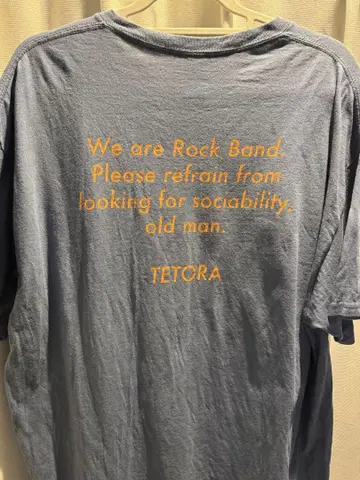 We are Rock Band.
Please refrain from
looking for sociability,
old man.
TETORA